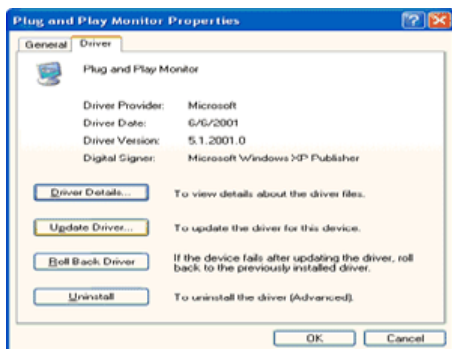 Plug and Play Monitor Properties
General Driver
Plug and Play Monitor
Driver Provider: Microsoft
Driver Date: 6/6/2001
Driver Version: 5.1.2001.0
Digital Signer: Microsoft Windows XP Publisher
Driver Details... To view details about the driver files.
Update Driver... To update the driver for this device.
Roll Back Driver If the device fails after updating the driver, roll
back to the previously installed driver.
Uninstall To uninstall the driver (Advanced).
OK Cancel